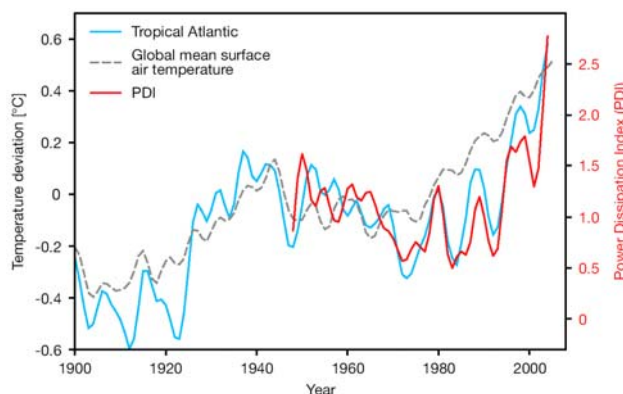 0.6
0.4
0.2
0
-0.2
-0.4
-0.6
Temperature deviation [°C]
Tropical Atlantic
Global mean surface
air temperature
PDI
2.5
2.0
1.5
1.0
0.5
0
Power Dissipation Index (PDI)
1900
1920
1940
1960
1980
2000
Year